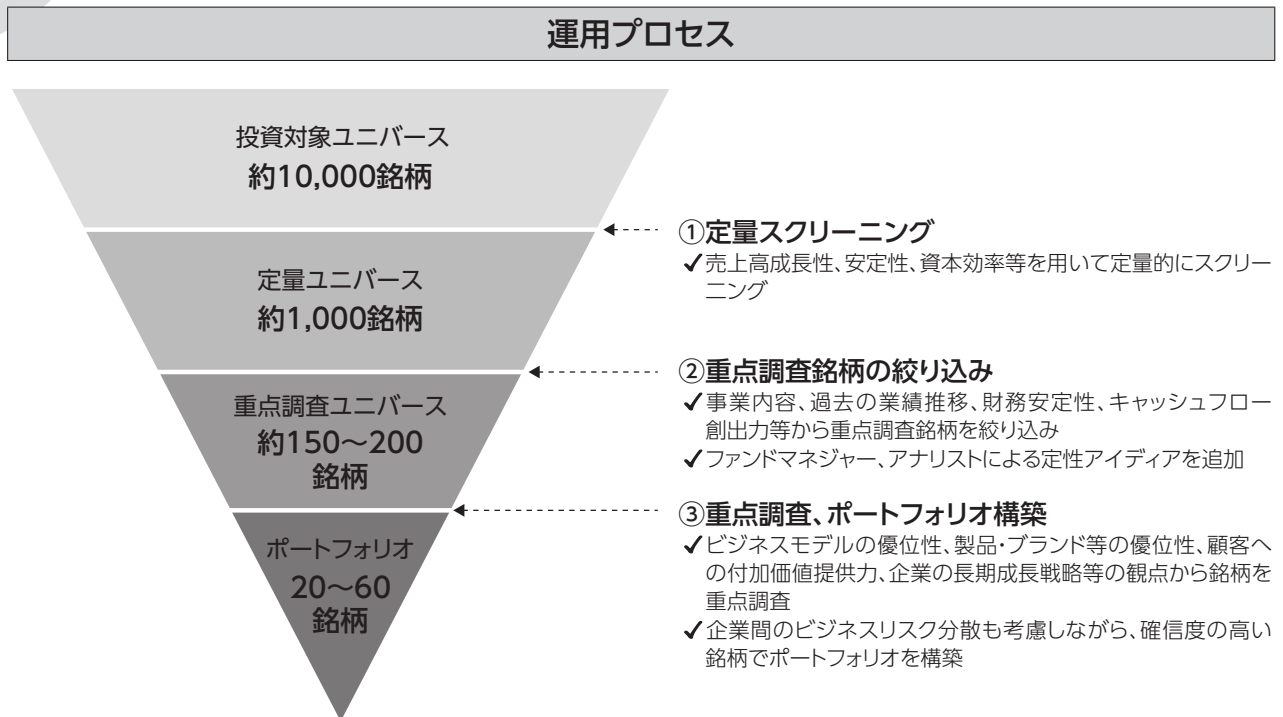 運用プロセス
投資対象ユニバース
約10,000銘柄
定量ユニバース
約1,000銘柄
重点調査ユニバース
約150〜200
銘柄
ポートフォリオ
20〜60
銘柄
①定量スクリーニング
✓売上高成長性、安定性、資本効率等を用いて定量的にスクリー
ニング
②重点調査銘柄の絞り込み
✓事業内容、過去の業績推移、財務安定性、キャッシュフロー
創出力等から重点調査銘柄を絞り込み
✓ファンドマネジャー、アナリストによる定性アイディアを追加
③重点調査、ポートフォリオ構築
✓ビジネスモデルの優位性、製品・ブランド等の優位性、顧客へ
の付加価値提供力、企業の長期成長戦略等の観点から銘柄を
重点調査
✓企業間のビジネスリスク分散も考慮しながら、確信度の高い
銘柄でポートフォリオを構築